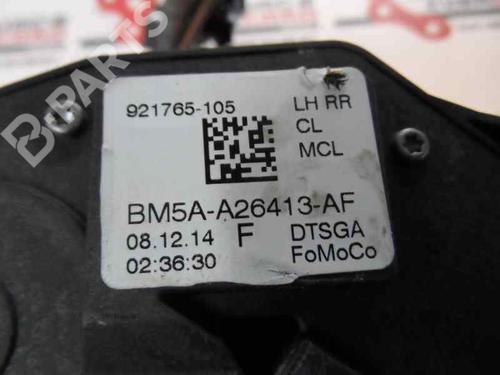 921765-105
LH RR
CL
MCL
BM5A-A26413-AF
08.12.14 F DTSGA
02:36:30 FoMoCo
B-PARTS